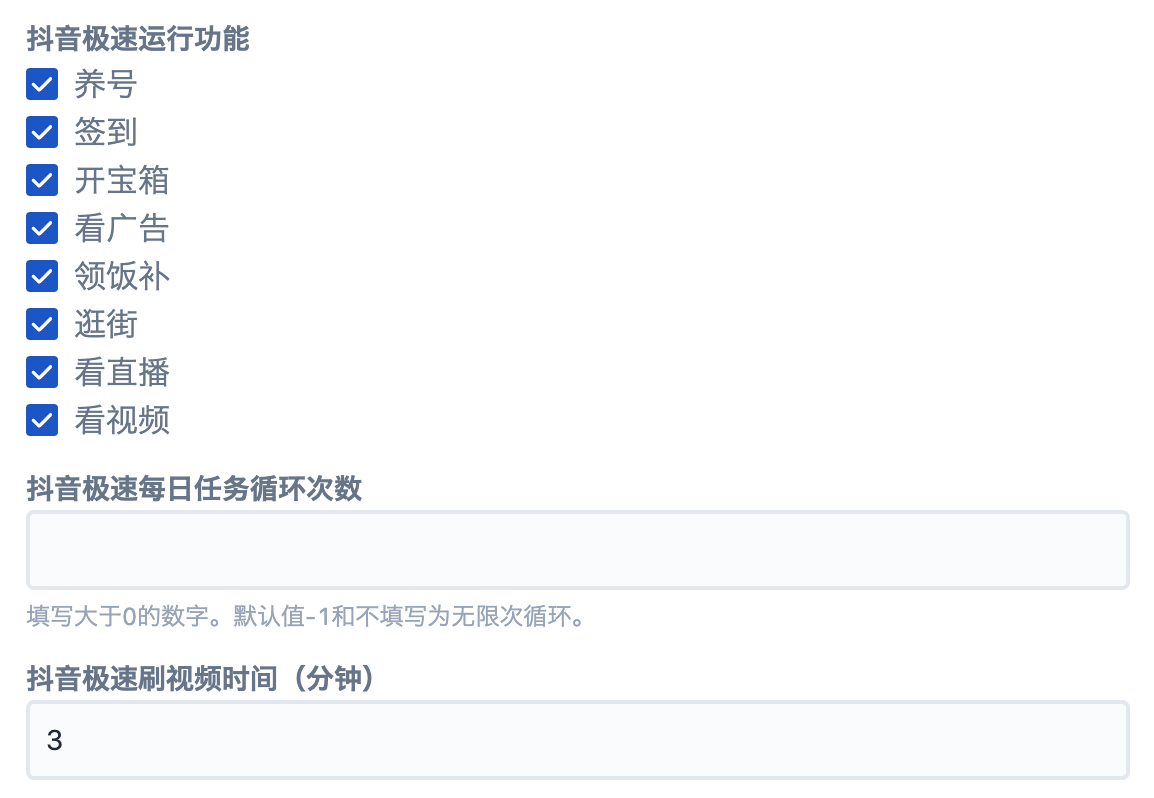 抖音极速运行功能
养号
签到
开宝箱
看广告
领饭补
逛街
看直播
看视频
抖音极速每日任务循环次数
填写大于0的数字。默认值-1和不填写为无限次循环。
抖音极速刷视频时间（分钟）
3